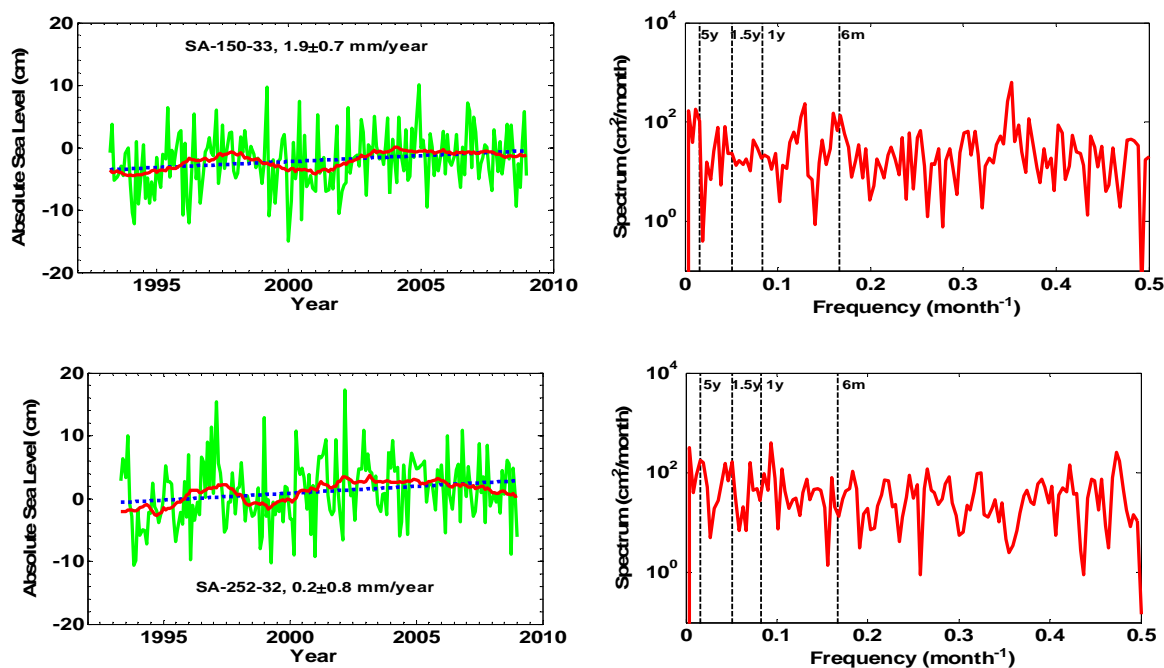 20
10
0
-10
-20
1995
2000
2005
2010
Year
Absolute Sea Level (cm)
SA-150-33, 1.9±0.7 mm/year
10⁴
10²
10⁰
0
0.1
0.2
0.3
0.4
0.5
Frequency (month⁻¹)
Spectrum (cm²/month)
5y
1.5y
1y
6m
20
10
0
-10
-20
1995
2000
2005
2010
Year
Absolute Sea Level (cm)
SA-252-32, 0.2±0.8 mm/year
10⁴
10²
10⁰
0
0.1
0.2
0.3
0.4
0.5
Frequency (month⁻¹)
Spectrum (cm²/month)
5y
1.5y
1y
6m